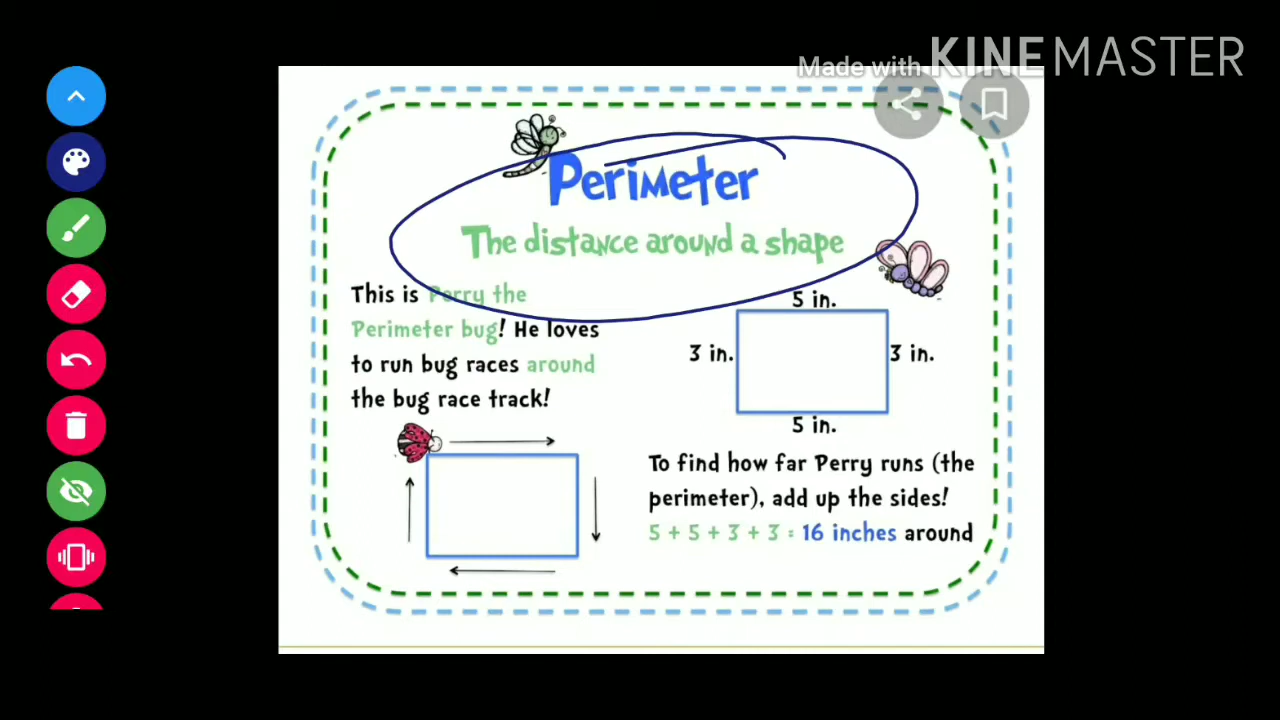 Made with KINEMASTER
Perimeter
The distance around a shape
This is Perry the
Perimeter bug! He loves
to run bug races around
the bug race track!
5 in.
3 in.
3 in.
5 in.
To find how far Perry runs (the
perimeter), add up the sides!
5 + 5 + 3 + 3 = 16 inches around